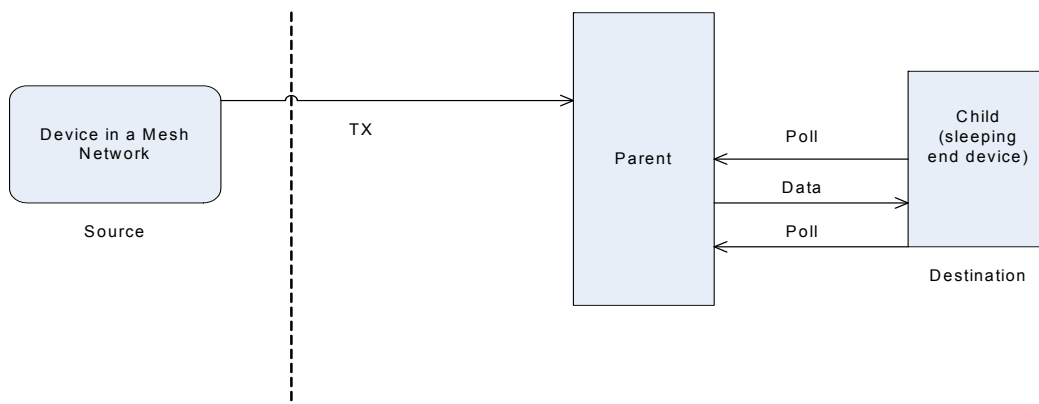 Device in a Mesh
Network
Source
TX
Parent
Poll
Data
Poll
Child
(sleeping
end device)
Destination